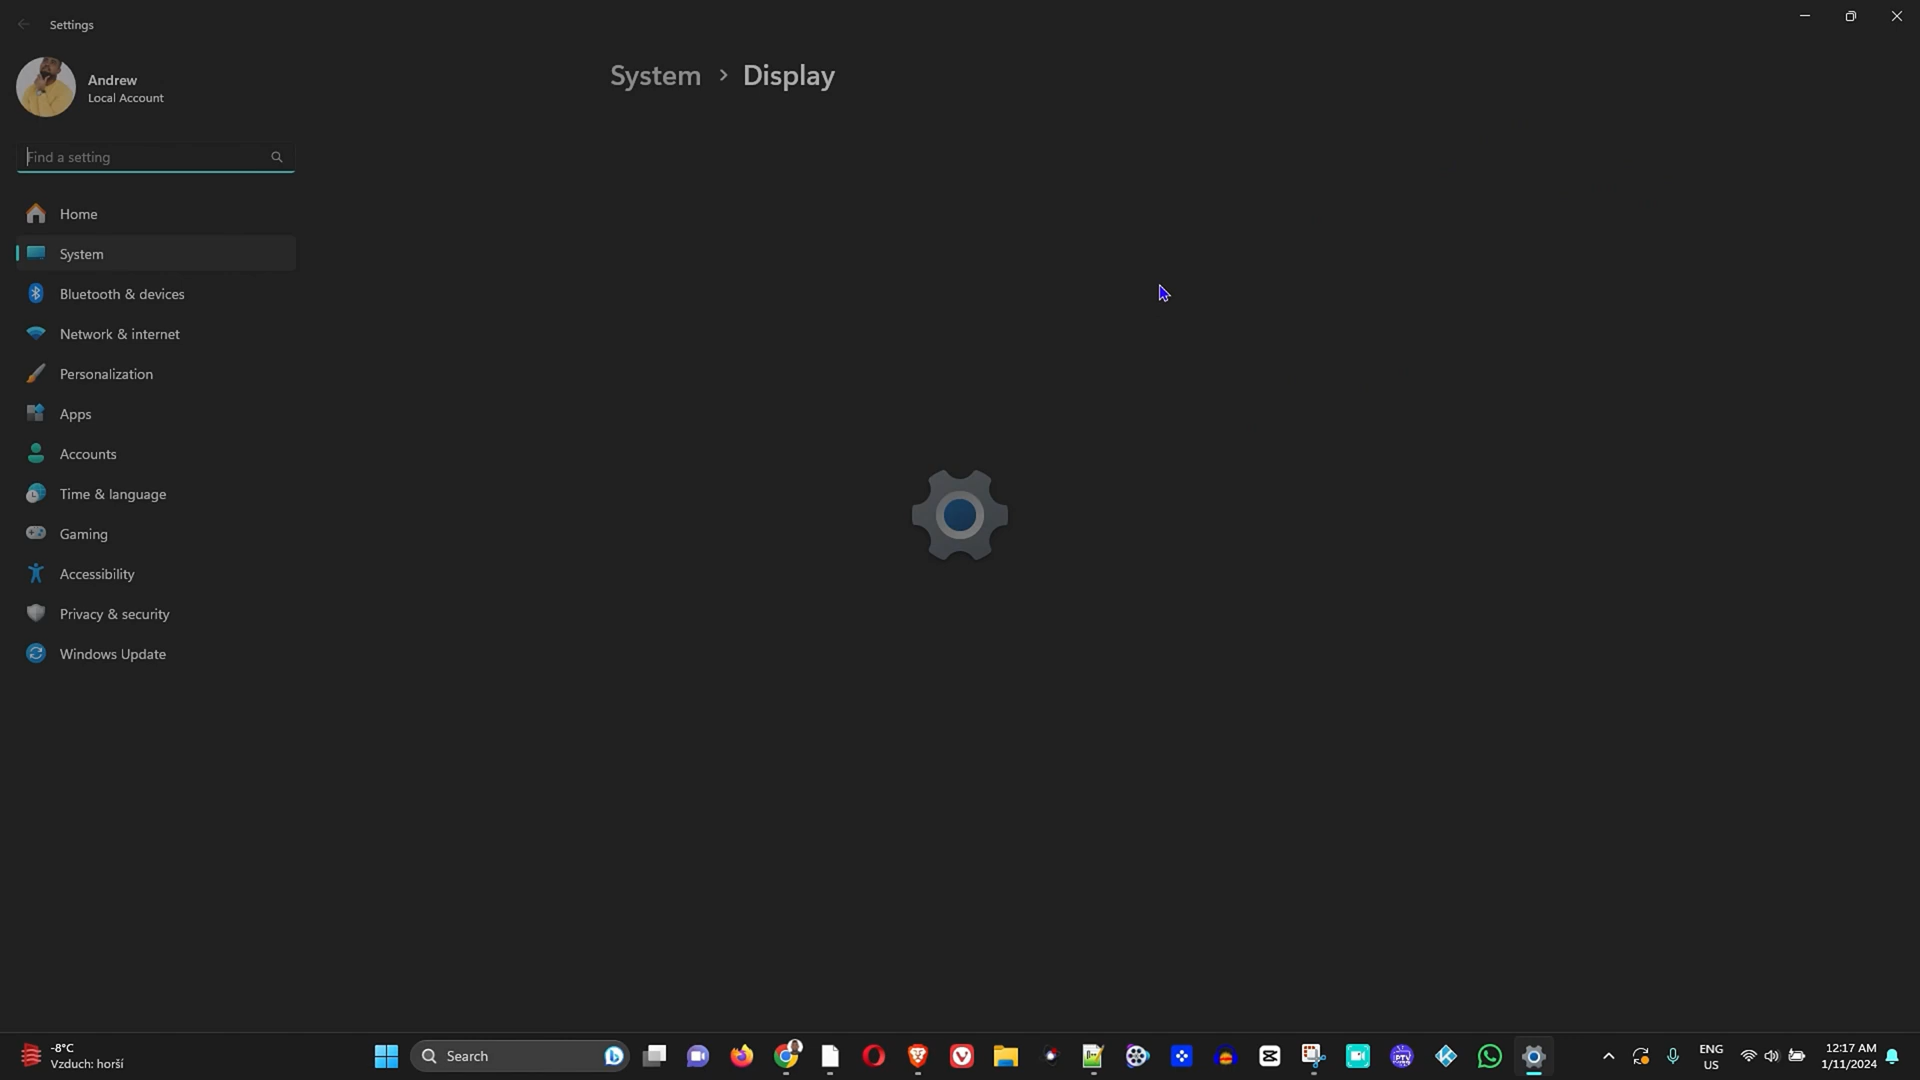 Settings
Andrew
Local Account
System > Display
Find a setting
Home
System
Bluetooth & devices
Network & internet
Personalization
Apps
Accounts
Time & language
Gaming
Accessibility
Privacy & security
Windows Update
-8°C
Vzduch: horší
Search
PTV
ENG
US
12:17 AM
1/11/2024